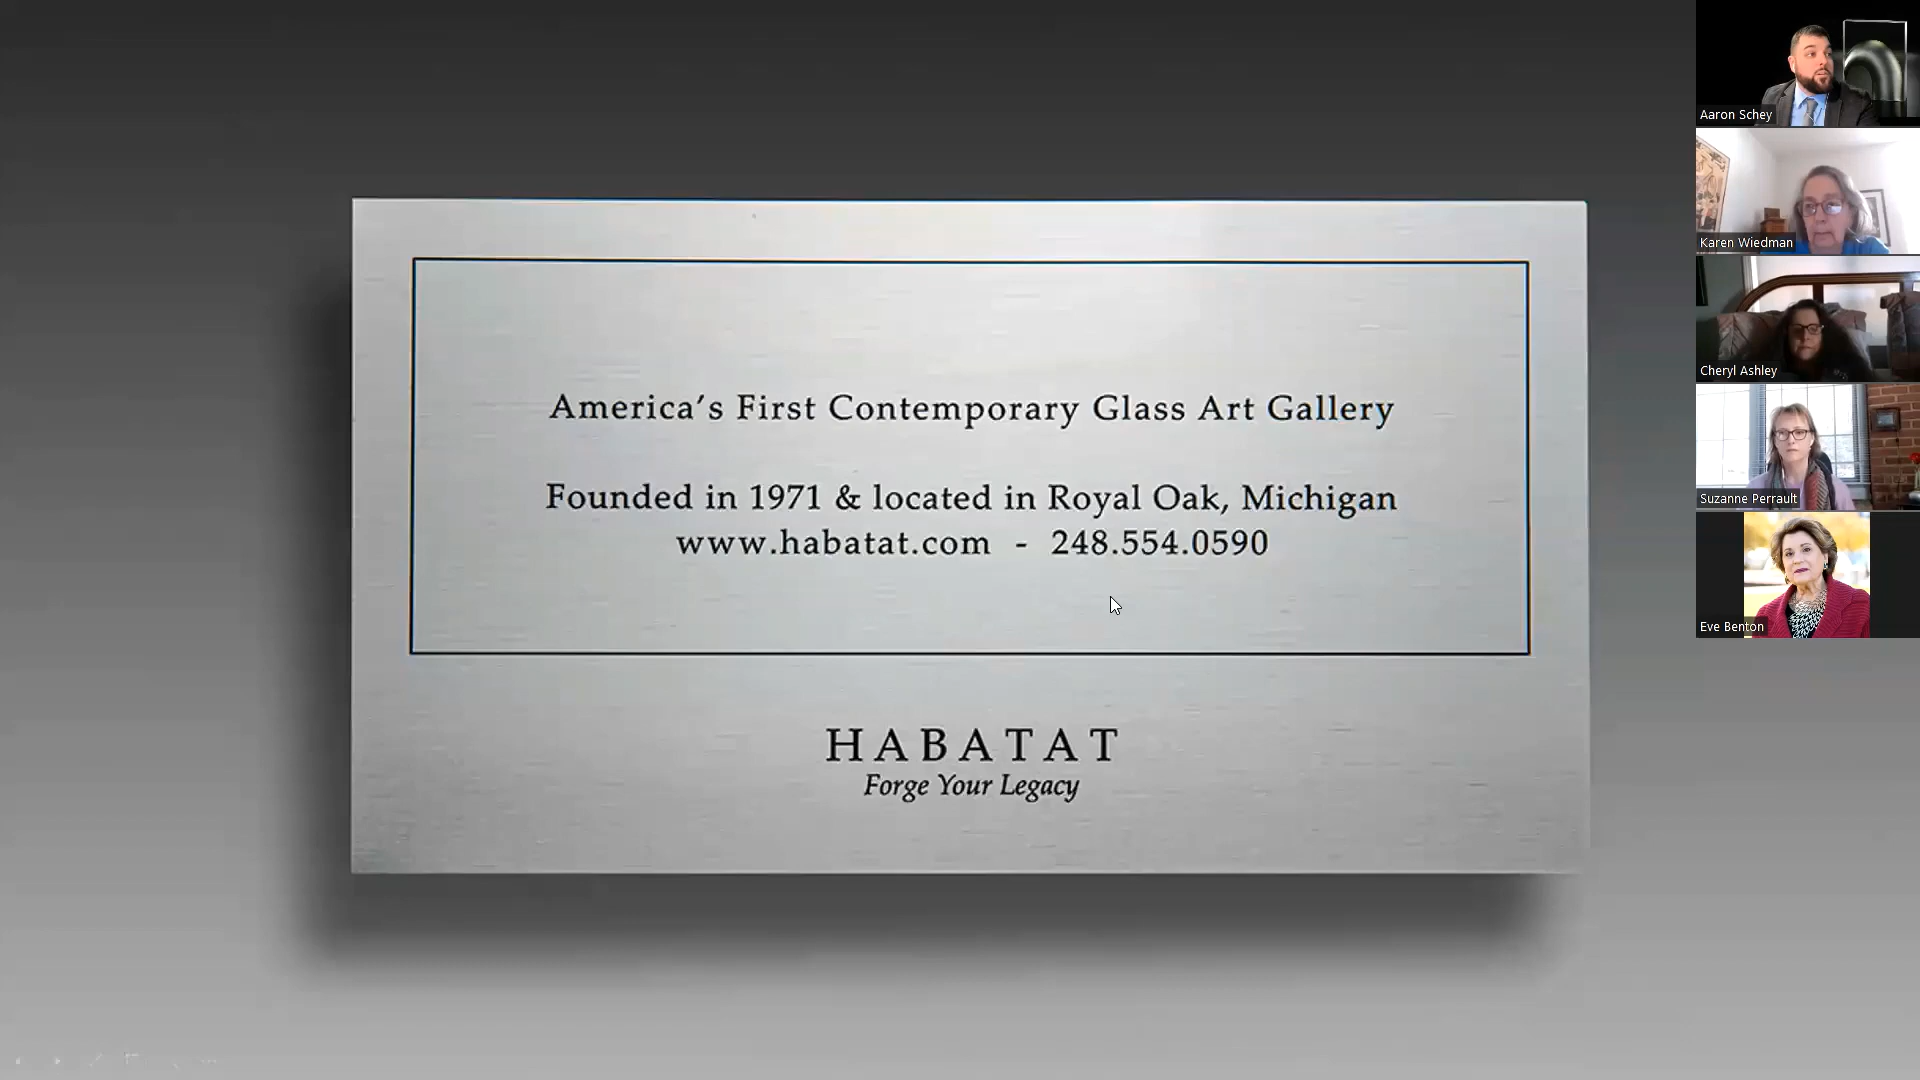 America's First Contemporary Glass Art Gallery
Founded in 1971 & located in Royal Oak, Michigan
www.habatat.com - 248.554.0590
HABATAT
Forge Your Legacy
Aaron Schey
Karen Wiedman
Cheryl Ashley
Suzanne Perrault
Eve Benton